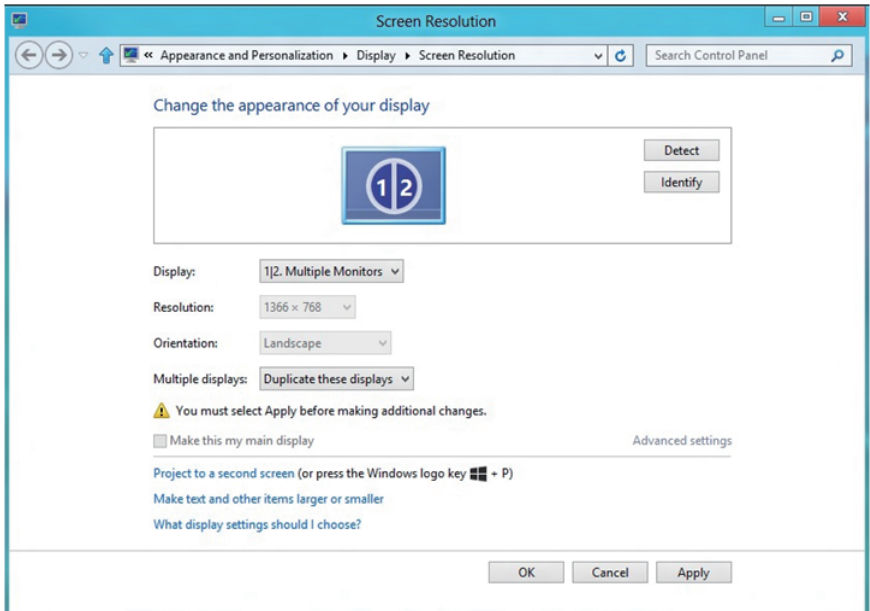 Screen Resolution
« Appearance and Personalization ▸ Display ▸ Screen Resolution
Search Control Panel
Change the appearance of your display
1|2
Detect
Identify
Display: 1|2. Multiple Monitors
Resolution: 1366 × 768
Orientation: Landscape
Multiple displays: Duplicate these displays
You must select Apply before making additional changes.
Make this my main display Advanced settings
Project to a second screen (or press the Windows logo key + P)
Make text and other items larger or smaller
What display settings should I choose?
OK Cancel Apply